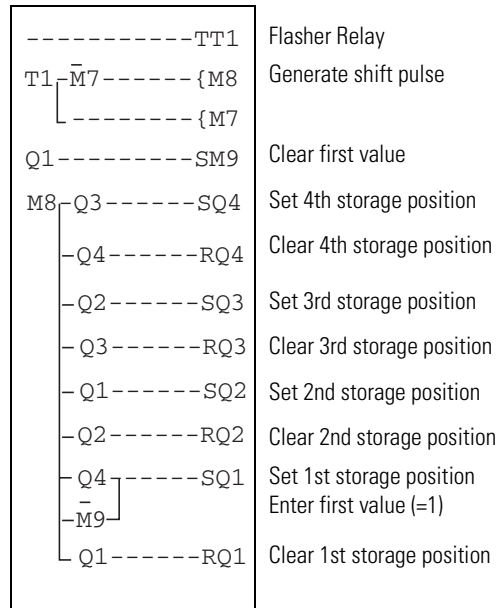 -----------TT1 Flasher Relay
T1-M̅7------{M8 Generate shift pulse
-------{M7
Q1---------SM9 Clear first value
M8-Q3------SQ4 Set 4th storage position
-Q4------RQ4 Clear 4th storage position
-Q2------SQ3 Set 3rd storage position
-Q3------RQ3 Clear 3rd storage position
-Q1------SQ2 Set 2nd storage position
-Q2------RQ2 Clear 2nd storage position
-Q4------SQ1 Set 1st storage position
-M̅9 Enter first value (=1)
Q1------RQ1 Clear 1st storage position